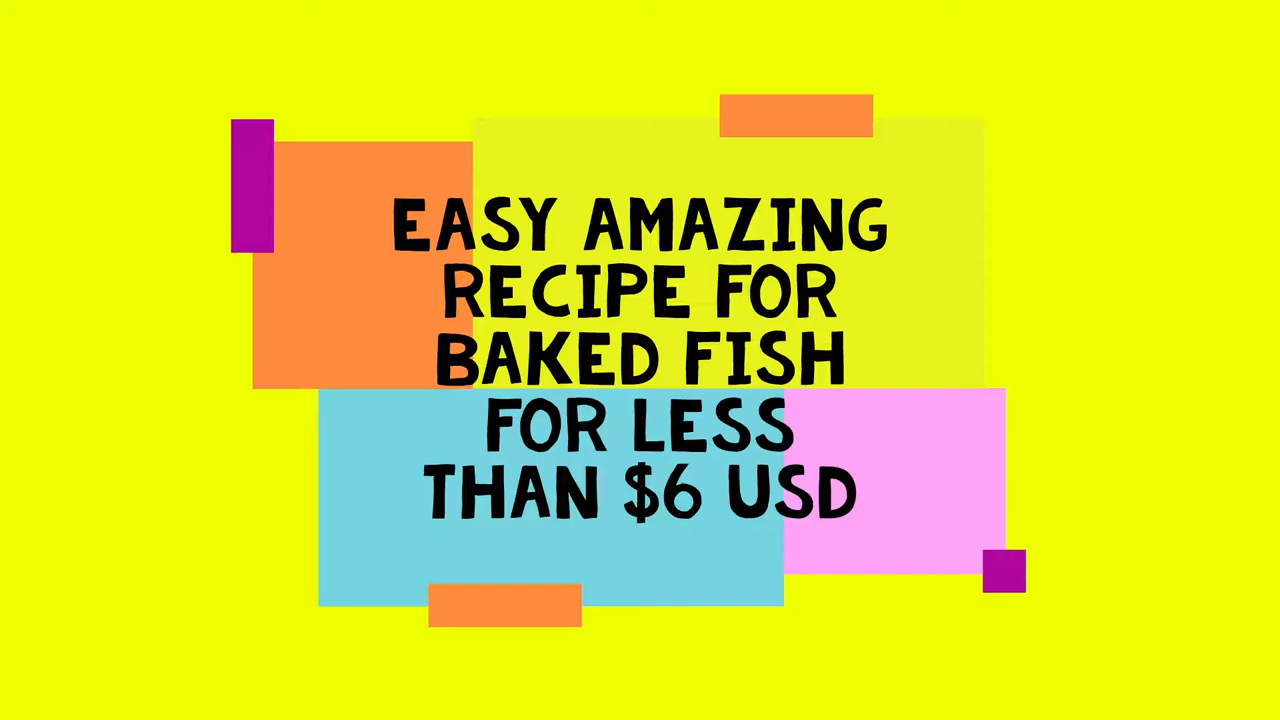 EASY AMAZING
RECIPE FOR
BAKED FISH
FOR LESS
THAN $6 USD